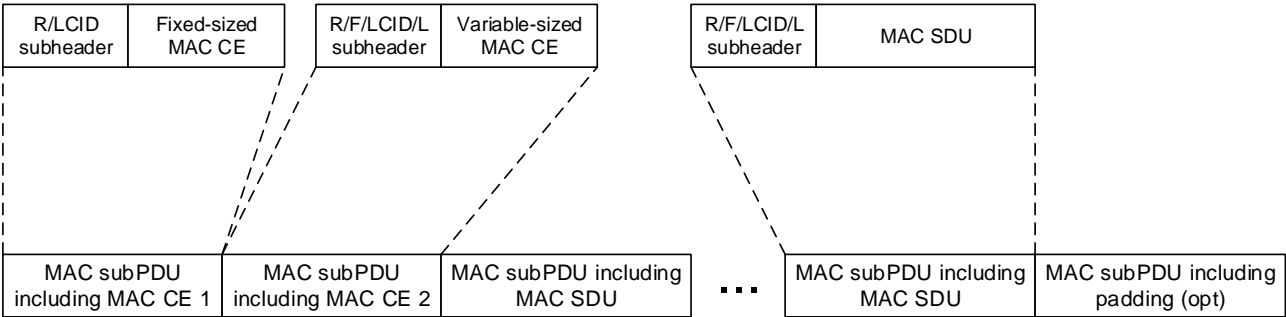 R/LCID
subheader
Fixed-sized
MAC CE
R/F/LCID/L
subheader
Variable-sized
MAC CE
R/F/LCID/L
subheader
MAC SDU
MAC subPDU
including MAC CE 1
MAC subPDU
including MAC CE 2
MAC subPDU including
MAC SDU
...
MAC subPDU including
MAC SDU
MAC subPDU including
padding (opt)